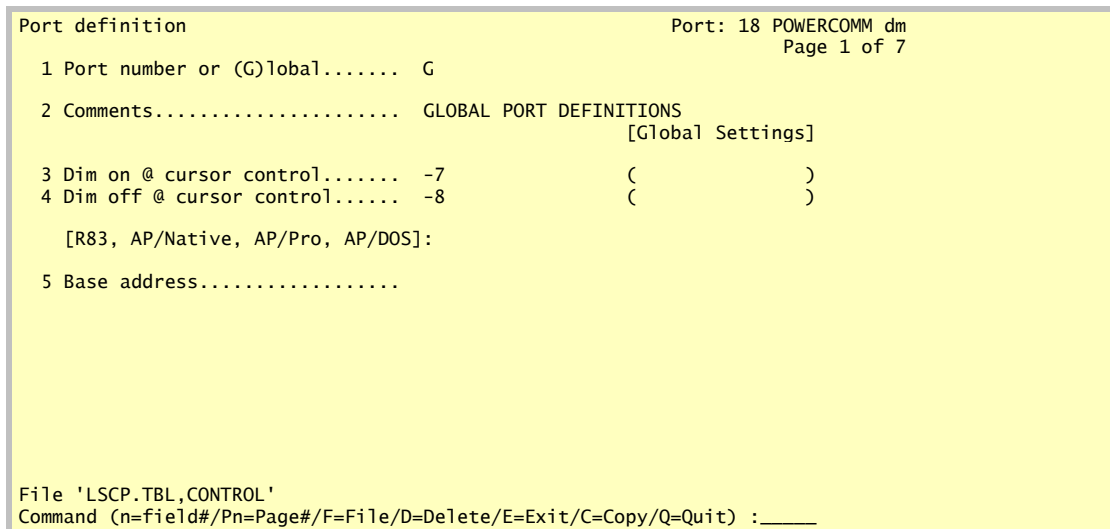 Port definition Port: 18 POWERCOMM dm
Page 1 of 7
1 Port number or (G)lobal....... G
2 Comments...................... GLOBAL PORT DEFINITIONS
[Global Settings]
3 Dim on @ cursor control....... -7 ( )
4 Dim off @ cursor control...... -8 ( )
[R83, AP/Native, AP/Pro, AP/DOS]:
5 Base address..................
File 'LSCP.TBL,CONTROL'
Command (n=field#/Pn=Page#/F=File/D=Delete/E=Exit/C=Copy/Q=Quit) :_____